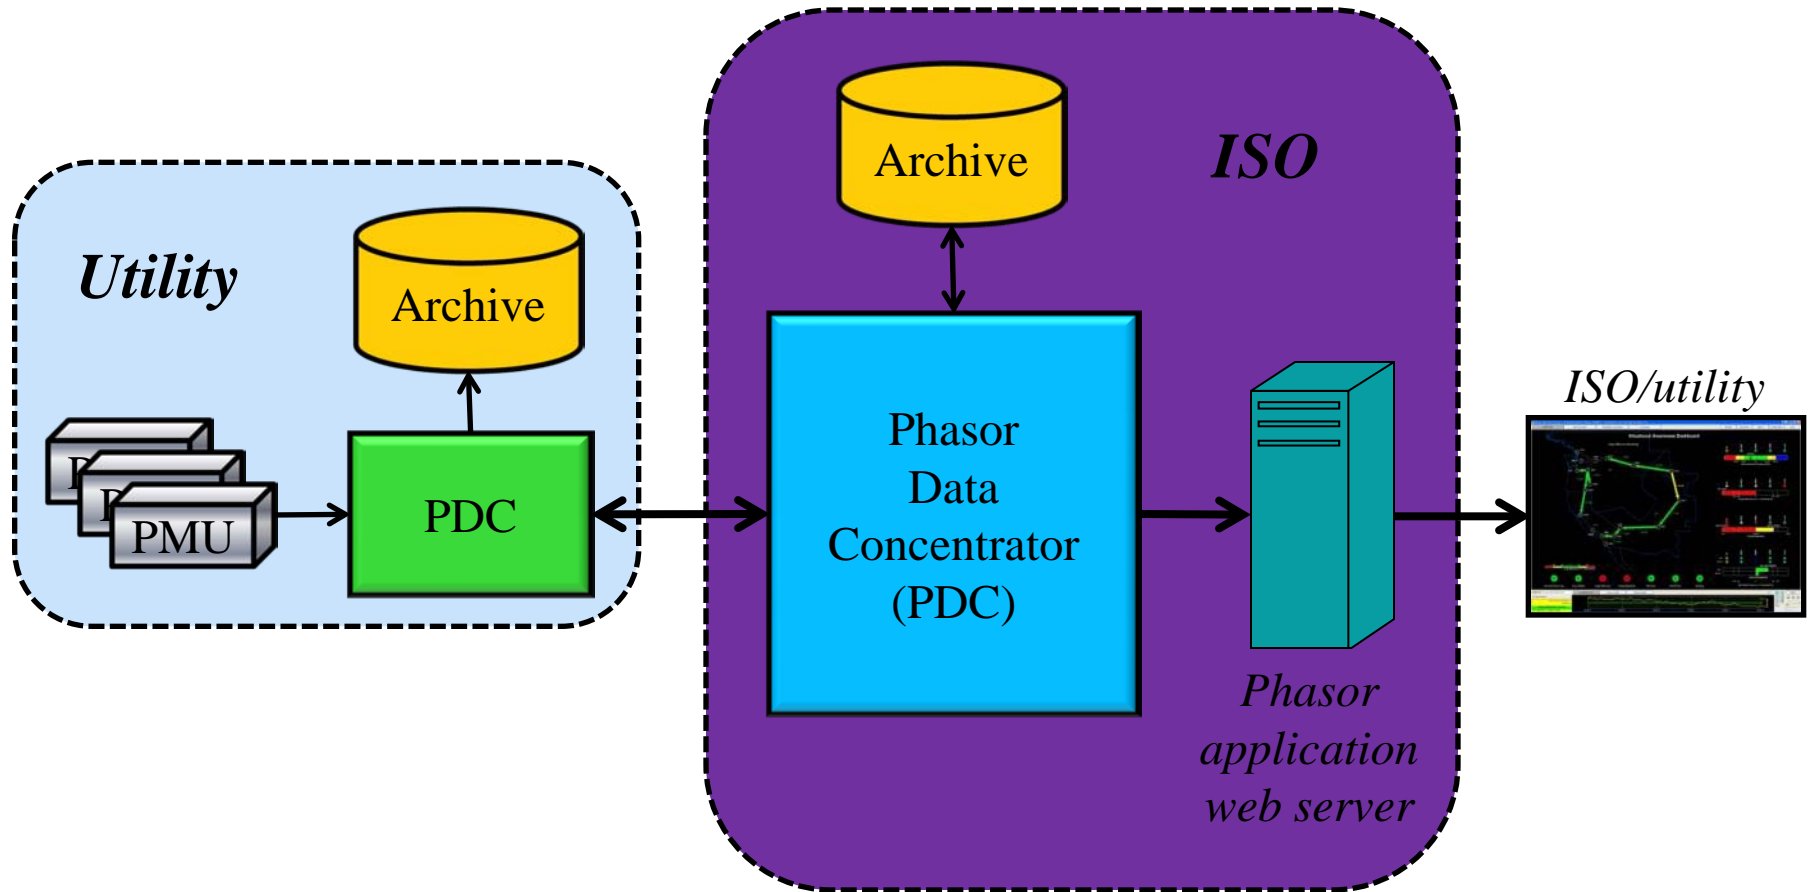 Utility
Archive
PMU
PDC
ISO
Archive
Phasor
Data
Concentrator
(PDC)
Phasor
application
web server
ISO/utility